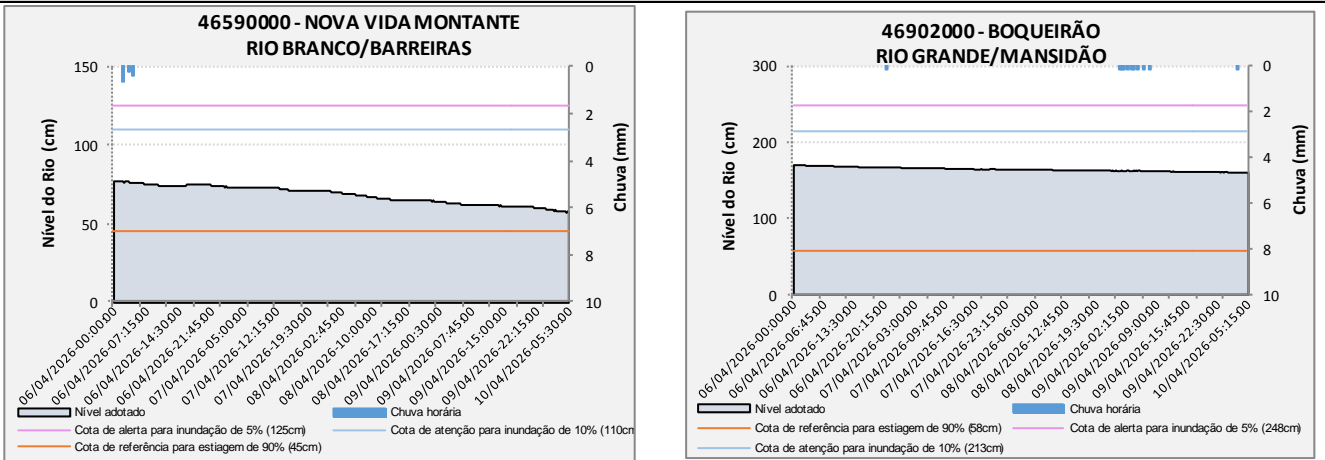 46590000 - NOVA VIDA MONTANTE
RIO BRANCO/BARREIRAS
150
100
50
0
Nível do Rio (cm)
0
2
4
6
8
10
Chuva (mm)
06/04/2026-00:00:00
06/04/2026-07:15:00
06/04/2026-14:30:00
06/04/2026-21:45:00
07/04/2026-05:00:00
07/04/2026-12:15:00
07/04/2026-19:30:00
08/04/2026-02:45:00
08/04/2026-10:00:00
08/04/2026-17:15:00
09/04/2026-00:30:00
09/04/2026-07:45:00
09/04/2026-15:00:00
09/04/2026-22:15:00
10/04/2026-05:30:00
Nível adotado
Chuva horária
Cota de alerta para inundação de 5% (125cm)
Cota de atenção para inundação de 10% (110cm
Cota de referência para estiagem de 90% (45cm)
46902000 - BOQUEIRÃO
RIO GRANDE/MANSIDÃO
300
200
100
0
Nível do Rio (cm)
0
2
4
6
8
10
Chuva (mm)
06/04/2026-00:00:00
06/04/2026-06:45:00
06/04/2026-13:30:00
06/04/2026-20:15:00
07/04/2026-03:00:00
07/04/2026-09:45:00
07/04/2026-16:30:00
07/04/2026-23:15:00
08/04/2026-06:00:00
08/04/2026-12:45:00
08/04/2026-19:30:00
09/04/2026-02:15:00
09/04/2026-09:00:00
09/04/2026-15:45:00
09/04/2026-22:30:00
10/04/2026-05:15:00
Nível adotado
Chuva horária
Cota de referência para estiagem de 90% (58cm)
Cota de alerta para inundação de 5% (248cm)
Cota de atenção para inundação de 10% (213cm)